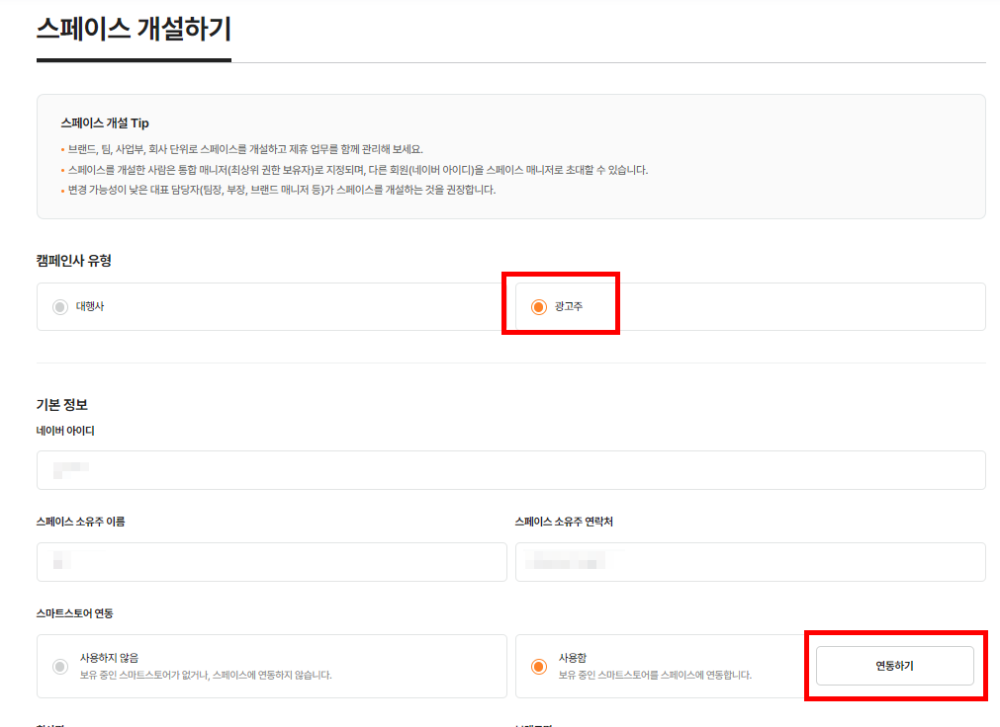 스페이스 개설하기
스페이스 개설 Tip
• 브랜드, 팀, 사업부, 회사 단위로 스페이스를 개설하고 제휴 업무를 함께 관리해 보세요.
• 스페이스를 개설한 사람은 통합 매니저(최상위 권한 보유자)로 지정되며, 다른 회원(네이버 아이디)을 스페이스 매니저로 초대할 수 있습니다.
• 변경 가능성이 낮은 대표 담당자(팀장, 부장, 브랜드 매니저 등)가 스페이스를 개설하는 것을 권장합니다.
캠페인사 유형
대행사
광고주
기본 정보
네이버 아이디
스페이스 소유주 이름
스페이스 소유주 연락처
스마트스토어 연동
사용하지 않음
보유 중인 스마트스토어가 없거나, 스페이스에 연동하지 않습니다.
사용함
보유 중인 스마트스토어를 스페이스에 연동합니다.
연동하기